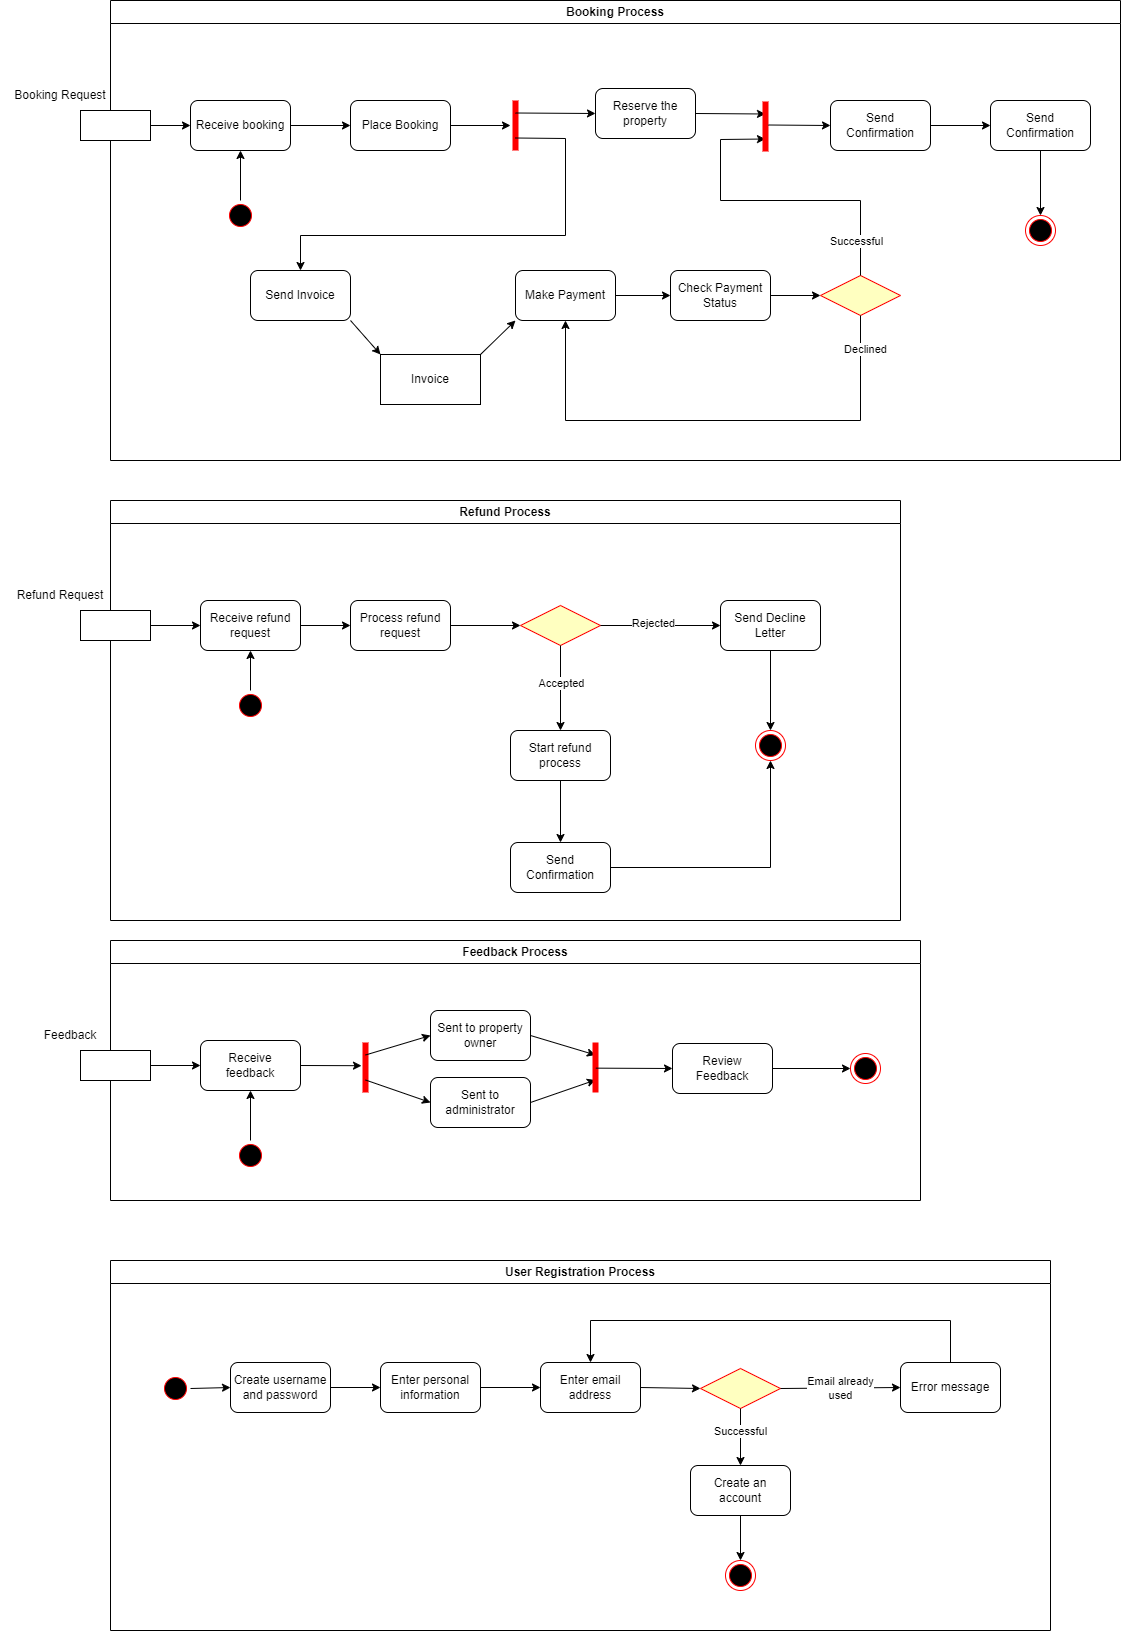 Booking Process
Booking Request
Receive booking
Place Booking
Reserve the
property
Send
Confirmation
Send
Confirmation
Successful
Send Invoice
Make Payment
Check Payment
Status
Declined
Invoice
Refund Process
Refund Request
Receive refund
request
Process refund
request
Rejected
Send Decline
Letter
Accepted
Start refund
process
Send
Confirmation
Feedback Process
Feedback
Receive
feedback
Sent to property
owner
Sent to
administrator
Review
Feedback
User Registration Process
Create username
and password
Enter personal
information
Enter email
address
Email already
used
Error message
Successful
Create an
account